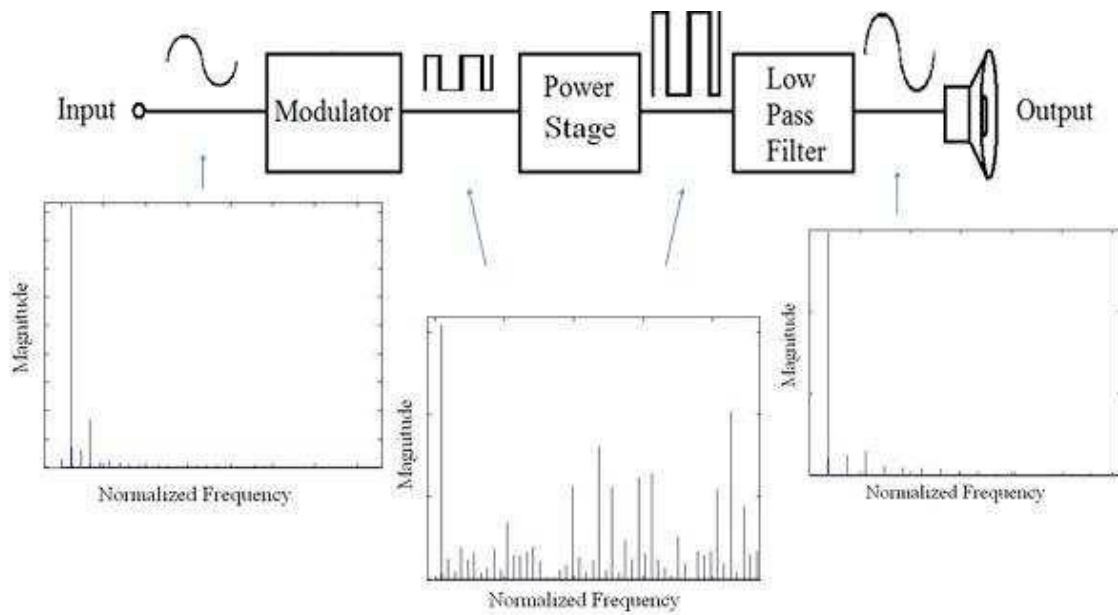 Input
Modulator
Power
Stage
Low
Pass
Filter
Output
Magnitude
Normalized Frequency
Magnitude
Normalized Frequency
Magnitude
Normalized Frequency